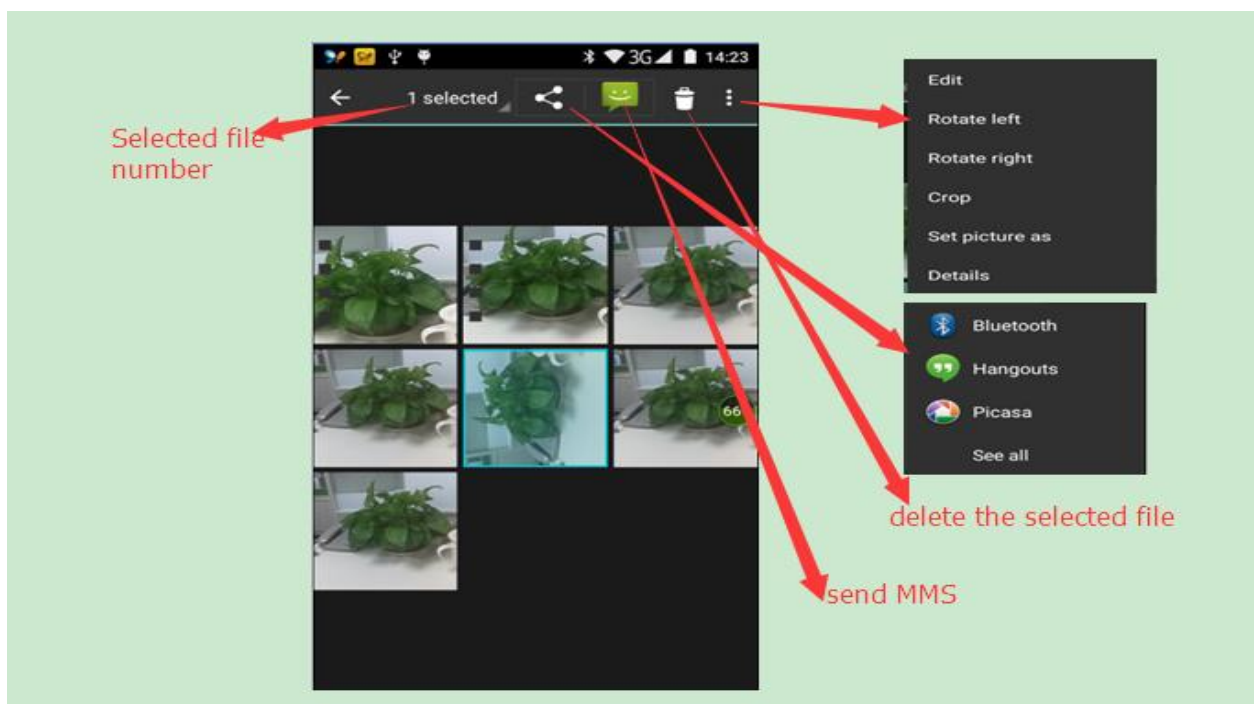 3G 14:23
1 selected
Selected file
number
66
Edit
Rotate left
Rotate right
Crop
Set picture as
Details
Bluetooth
Hangouts
Picasa
See all
delete the selected file
send MMS